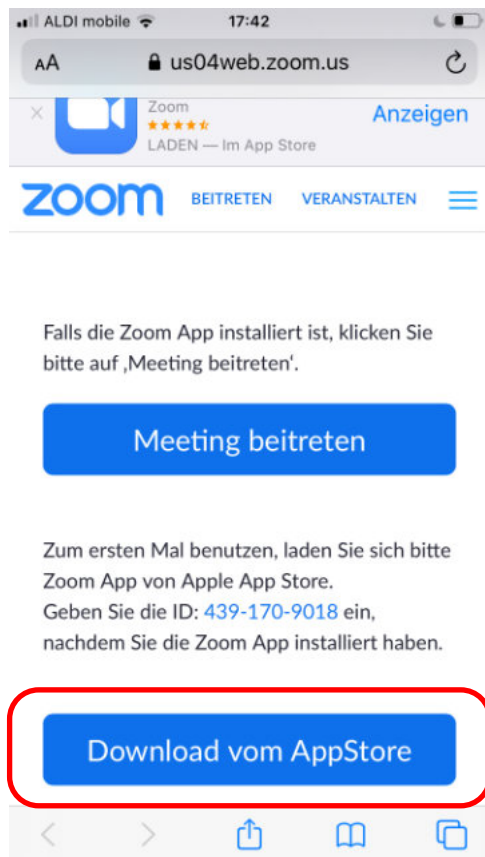 ALDI mobile 17:42
AA us04web.zoom.us
Zoom
Anzeigen
LADEN — Im App Store
zoom BEITRETEN VERANSTALTEN
Falls die Zoom App installiert ist, klicken Sie
bitte auf ‚Meeting beitreten‘.
Meeting beitreten
Zum ersten Mal benutzen, laden Sie sich bitte
Zoom App von Apple App Store.
Geben Sie die ID: 439-170-9018 ein,
nachdem Sie die Zoom App installiert haben.
Download vom AppStore